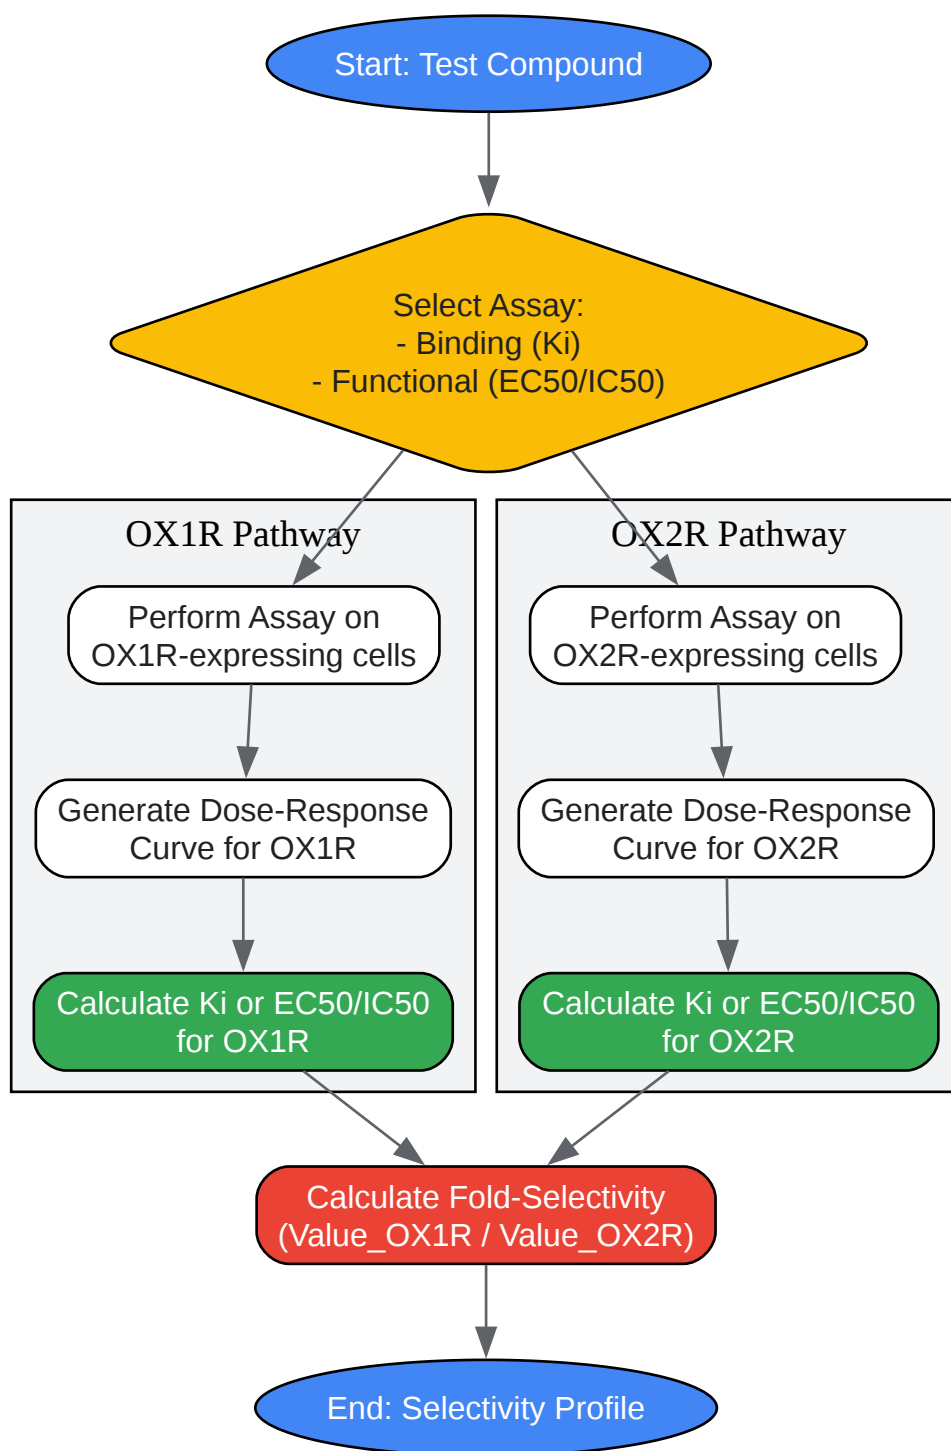 Start: Test Compound
Select Assay:
- Binding (Ki)
- Functional (EC50/IC50)
OX1R Pathway
Perform Assay on
OX1R-expressing cells
Generate Dose-Response
Curve for OX1R
Calculate Ki or EC50/IC50
for OX1R
OX2R Pathway
Perform Assay on
OX2R-expressing cells
Generate Dose-Response
Curve for OX2R
Calculate Ki or EC50/IC50
for OX2R
Calculate Fold-Selectivity
(Value_OX1R / Value_OX2R)
End: Selectivity Profile